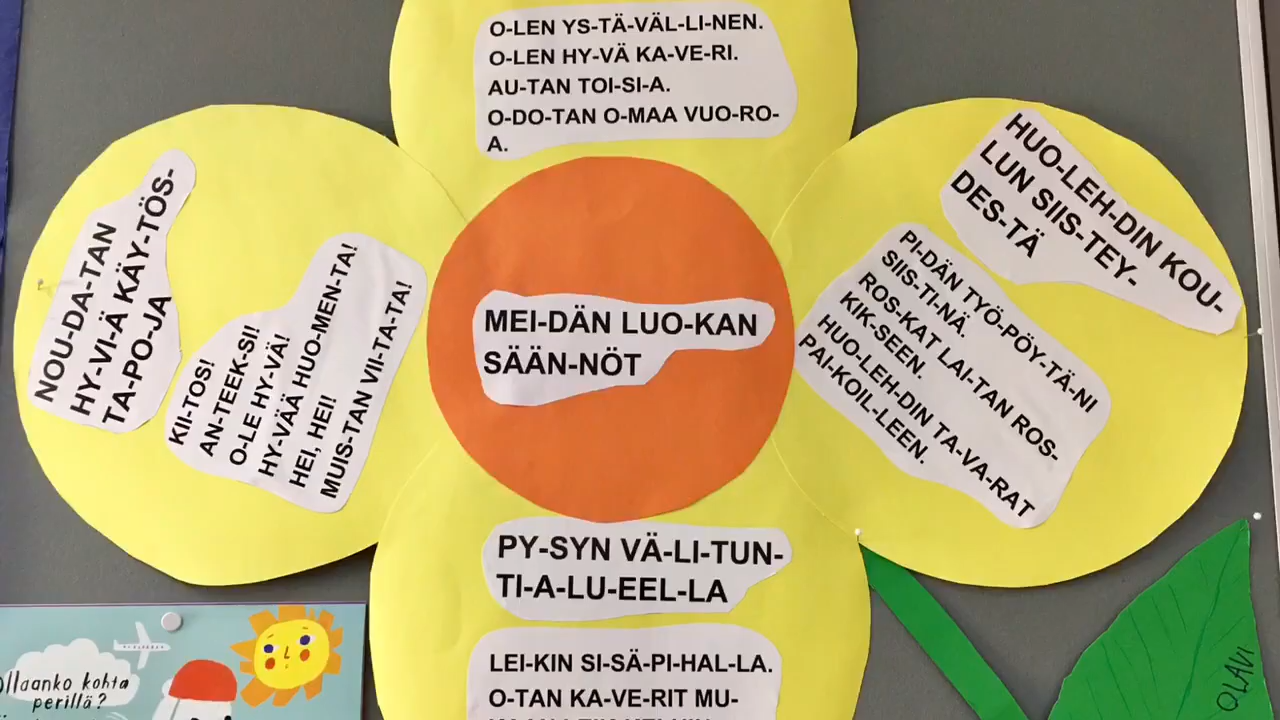 O-LEN YS-TÄ-VÄL-LI-NEN.
O-LEN HY-VÄ KA-VE-RI.
AU-TAN TOI-SI-A.
O-DO-TAN O-MAA VUO-RO-
A.
NOU-DA-TAN
HY-VI-Ä KÄY-TÖS-
TA-PO-JA
KII-TOS!
AN-TEEK-SI!
O-LE HY-VÄ!
HY-VÄÄ HUO-MEN-TA!
HEI, HEI!
MUIS-TAN VII-TA-TA!
MEI-DÄN LUO-KAN
SÄÄN-NÖT
HUO-LEH-DIN KOU-
LUN SIIS-TEY-
DES-TÄ
PI-DÄN TYÖ-PÖY-TÄ-NI
SIIS-TI-NÄ.
ROS-KAT LAI-TAN ROS-
KIK-SEEN.
HUO-LEH-DIN TA-VA-RAT
PAI-KOIL-LEEN.
PY-SYN VÄ-LI-TUN-
TI-A-LU-EEL-LA
LEI-KIN SI-SÄ-PI-HAL-LA.
O-TAN KA-VE-RIT MU-
kohta
perillä?
OLAVI